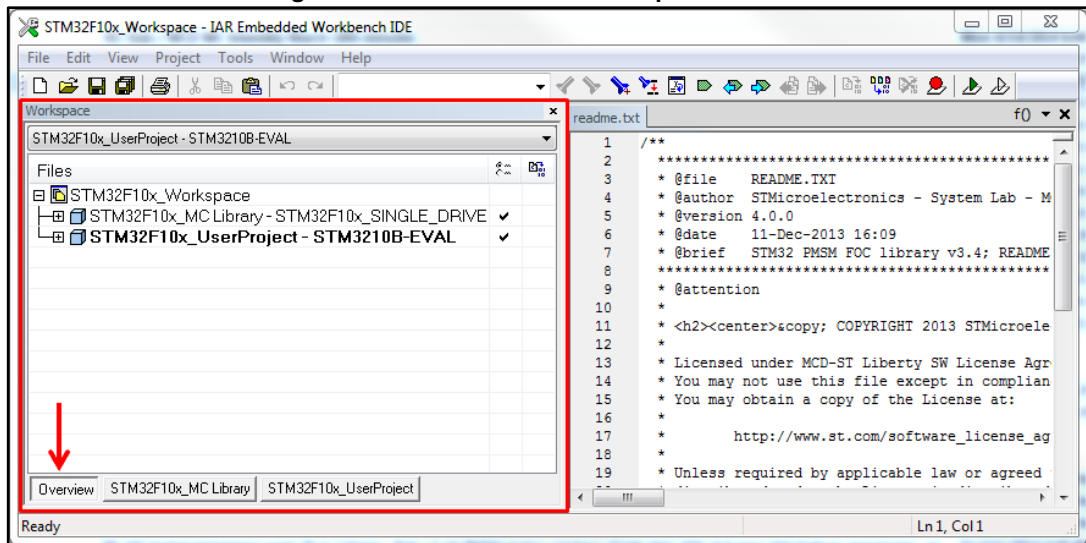 STM32F10x_Workspace - IAR Embedded Workbench IDE
File Edit View Project Tools Window Help
Workspace
STM32F10x_UserProject - STM3210B-EVAL
Files
STM32F10x_Workspace
STM32F10x_MC Library - STM32F10x_SINGLE_DRIVE
STM32F10x_UserProject - STM3210B-EVAL
Overview STM32F10x_MC Library STM32F10x_UserProject
readme.txt f()
1 /**
2 *********************************************
3 * @file README.TXT
4 * @author STMicroelectronics - System Lab - M
5 * @version 4.0.0
6 * @date 11-Dec-2013 16:09
7 * @brief STM32 PMSM FOC library v3.4; README
8 *********************************************
9 * @attention
10 *
11 * <h2><center>&copy; COPYRIGHT 2013 STMicroele
12 *
13 * Licensed under MCD-ST Liberty SW License Agr
14 * You may not use this file except in complian
15 * You may obtain a copy of the License at:
16 *
17 * http://www.st.com/software_license_ag
18 *
19 * Unless required by applicable law or agreed
Ready Ln 1, Col 1